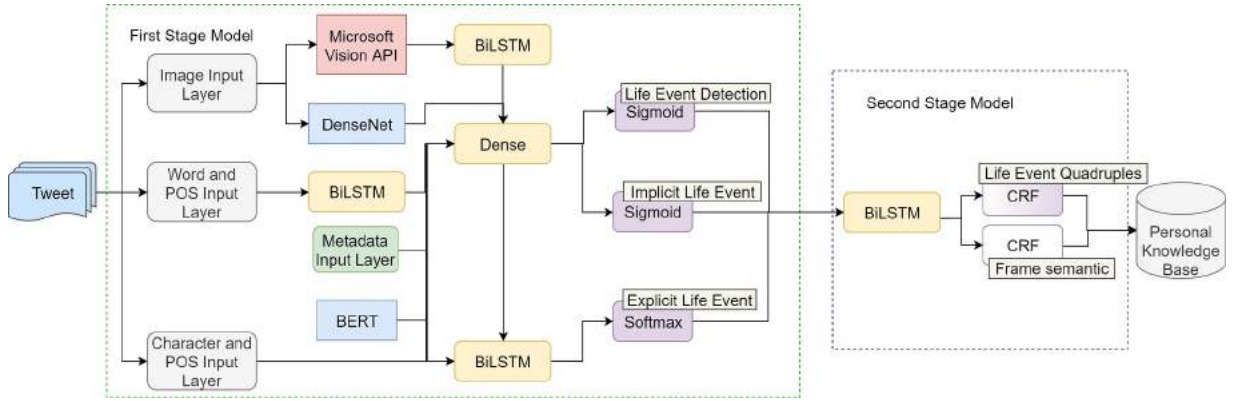 First Stage Model
Image Input
Layer
Microsoft
Vision API
BiLSTM
DenseNet
Dense
Life Event Detection
Sigmoid
Second Stage Model
Tweet
Word and
POS Input
Layer
BiLSTM
Implicit Life Event
Sigmoid
BiLSTM
Life Event Quadruples
CRF
CRF
Frame semantic
Personal
Knowledge
Base
Metadata
Input Layer
BERT
Explicit Life Event
Softmax
Character and
POS Input
Layer
BiLSTM